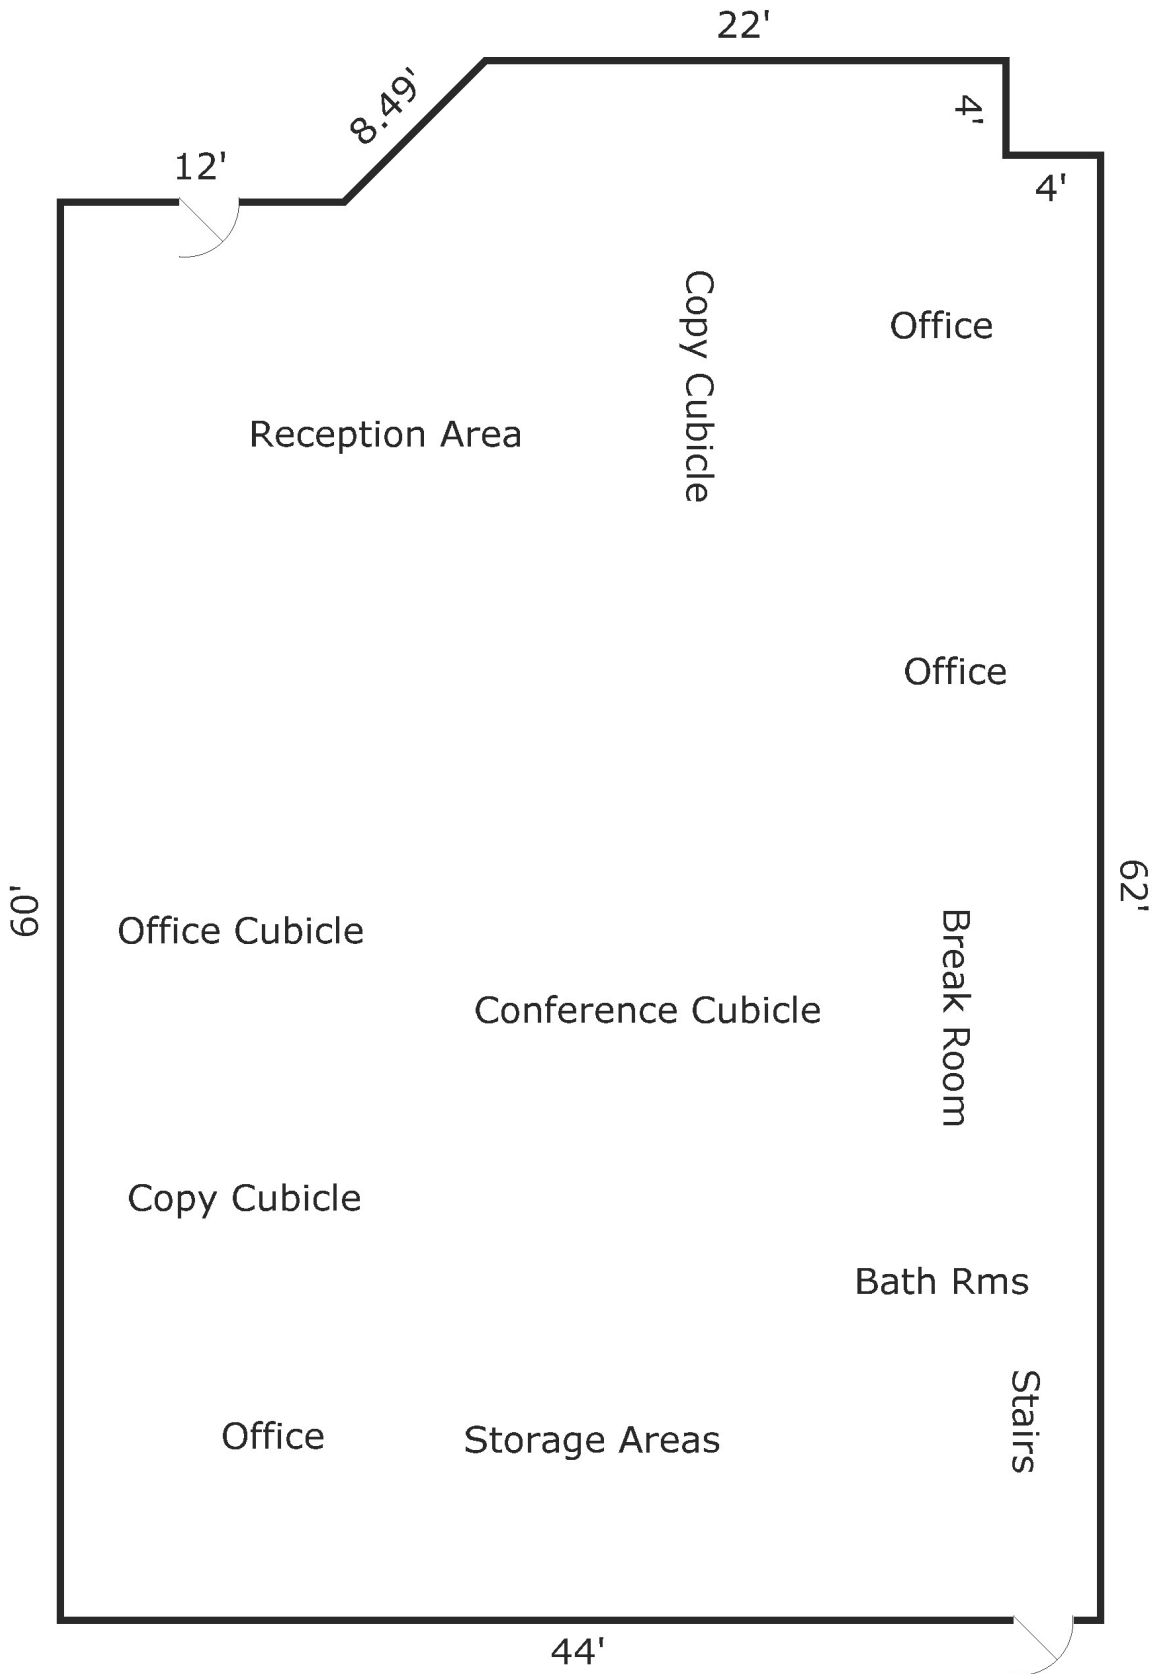 22'
8.49'
4'
12'
4'
Copy Cubicle
Office
Reception Area
Office
60'
62'
Office Cubicle
Break Room
Conference Cubicle
Copy Cubicle
Bath Rms
Stairs
Office
Storage Areas
44'